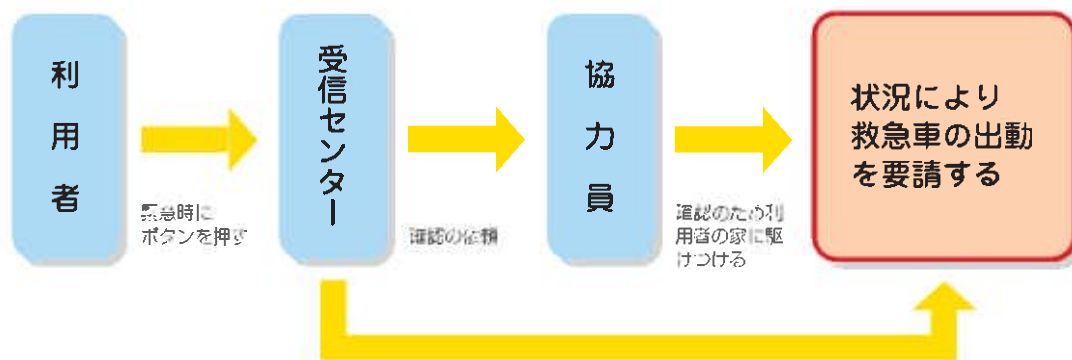 利用者
緊急時に
ボタンを押す
受信センター
確認の依頼
協力員
確認のため利
用者の家に駆
けつける
状況により
救急車の出動
を要請する